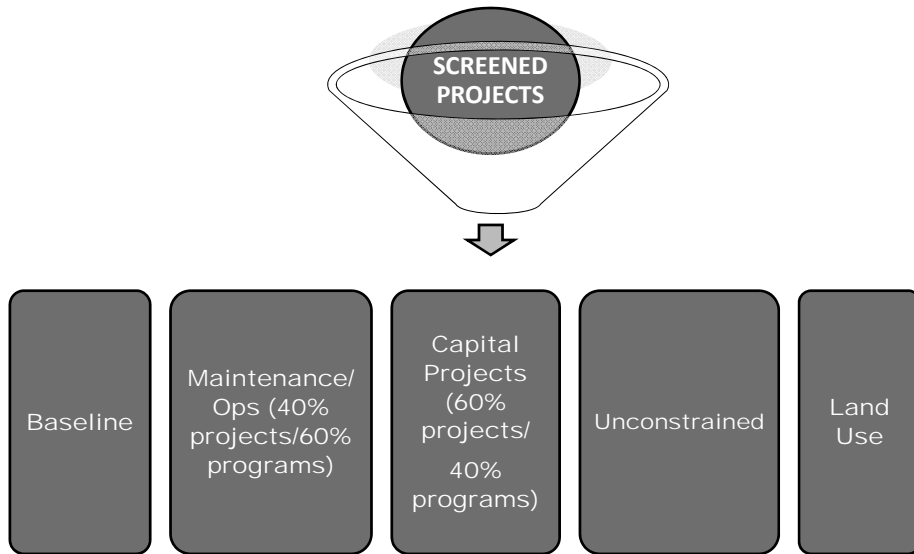 SCREENED
PROJECTS
Baseline
Maintenance/
Ops (40%
projects/60%
programs)
Capital
Projects
(60%
projects/
40%
programs)
Unconstrained
Land
Use